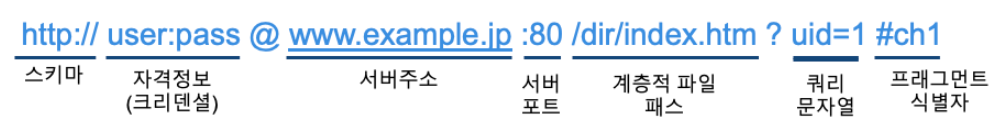 http:// user:pass @ www.example.jp :80 /dir/index.htm ? uid=1 #ch1
스키마 자격정보 서버주소 서버 계층적 파일 쿼리 프래그먼트
(크리덴셜) 포트 패스 문자열 식별자